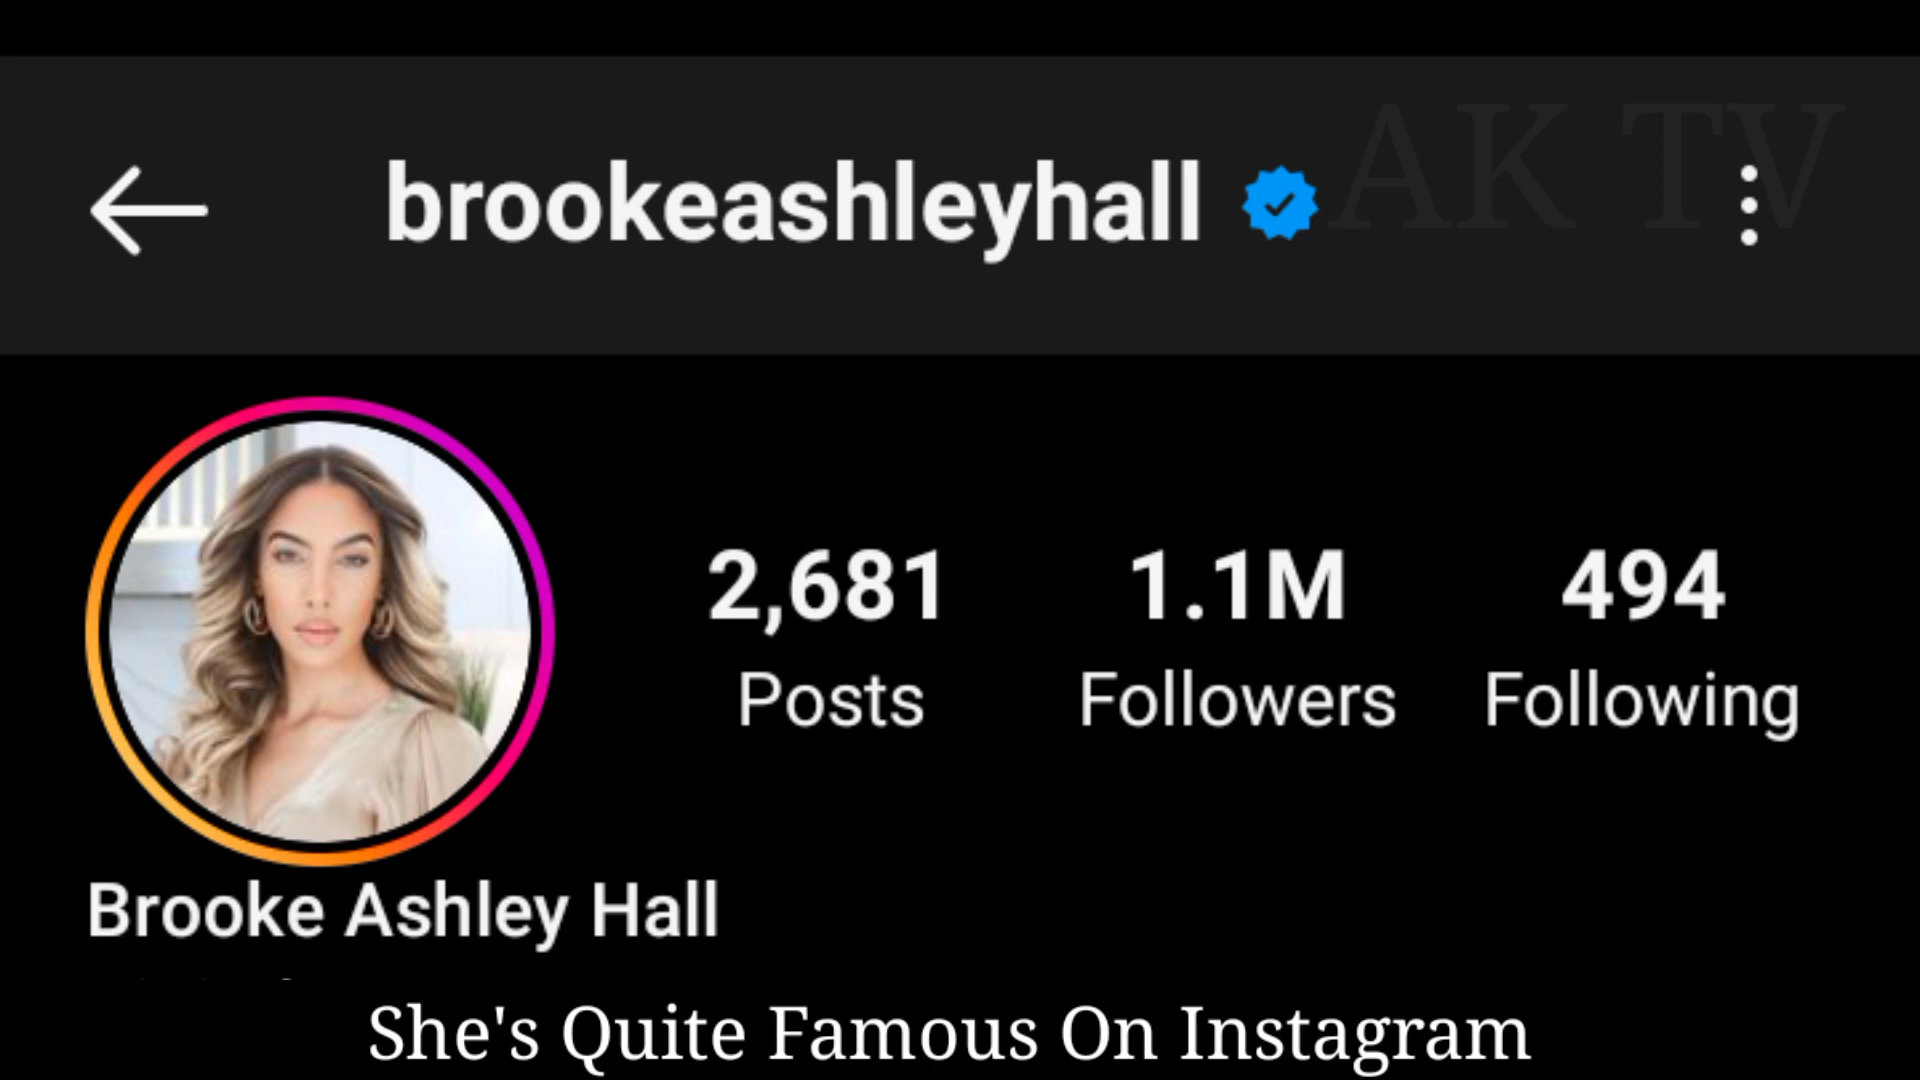 AK TV
brookeashleyhall
2,681 1.1M 494
Posts Followers Following
Brooke Ashley Hall
She's Quite Famous On Instagram